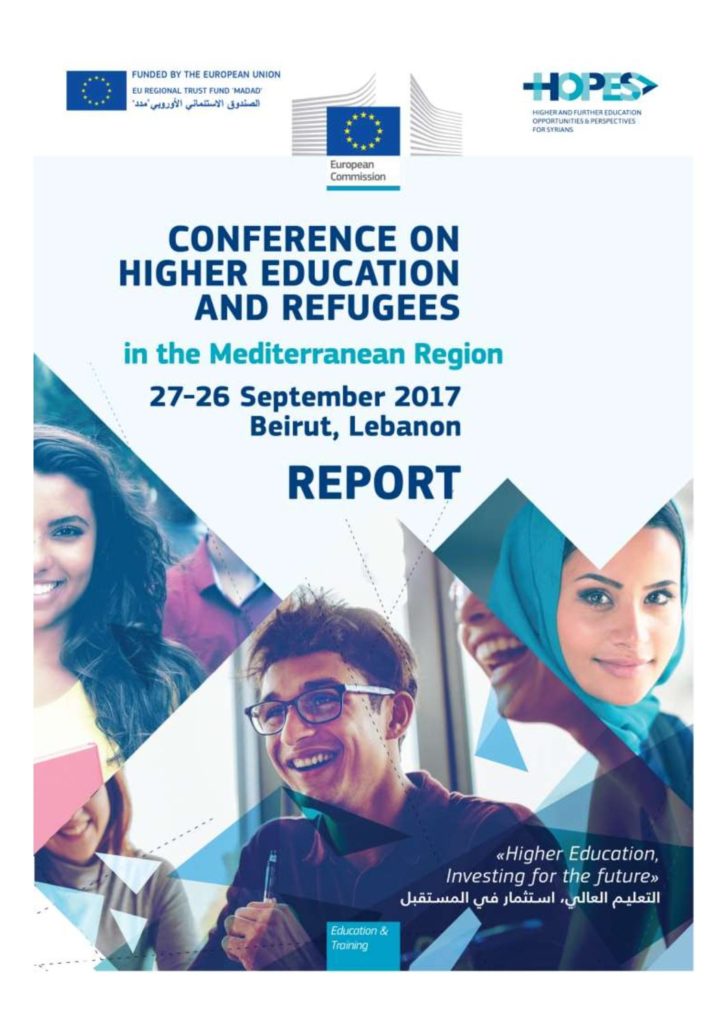 FUNDED BY THE EUROPEAN UNION
EU REGIONAL TRUST FUND 'MADAD'
الصندوق الاستئماني الأوروبي "مدد"
European
Commission
HOPES
HIGHER AND FURTHER EDUCATION
OPPORTUNITIES & PERSPECTIVES
FOR SYRIANS
CONFERENCE ON
HIGHER EDUCATION
AND REFUGEES
in the Mediterranean Region
27-26 September 2017
Beirut, Lebanon
REPORT
«Higher Education,
Investing for the future»
التعليم العالي، استثمار في المستقبل
Education &
Training